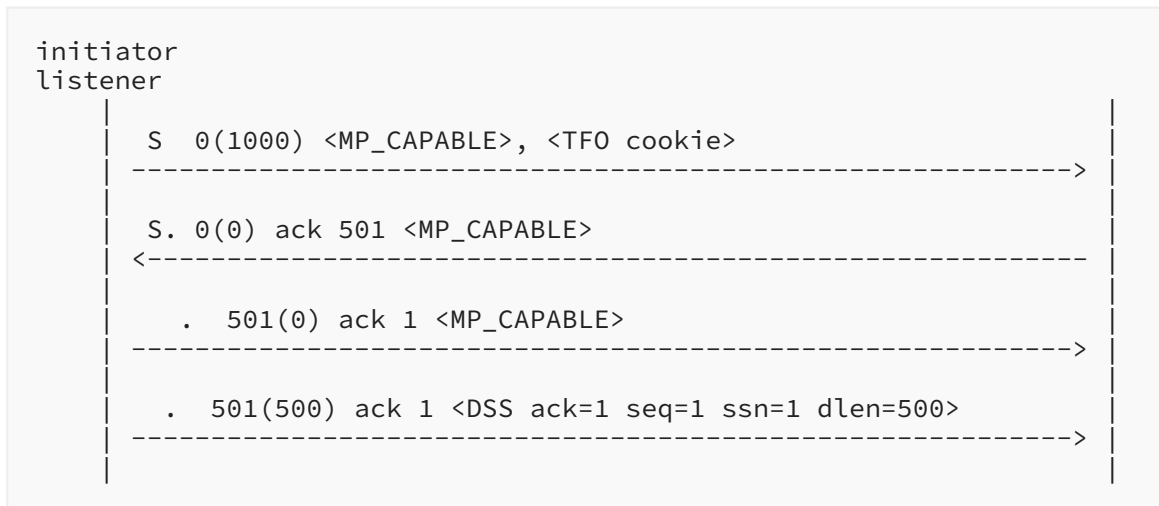 initiator
listener
S 0(1000) <MP_CAPABLE>, <TFO cookie>
S. 0(0) ack 501 <MP_CAPABLE>
. 501(0) ack 1 <MP_CAPABLE>
. 501(500) ack 1 <DSS ack=1 seq=1 ssn=1 dlen=500>